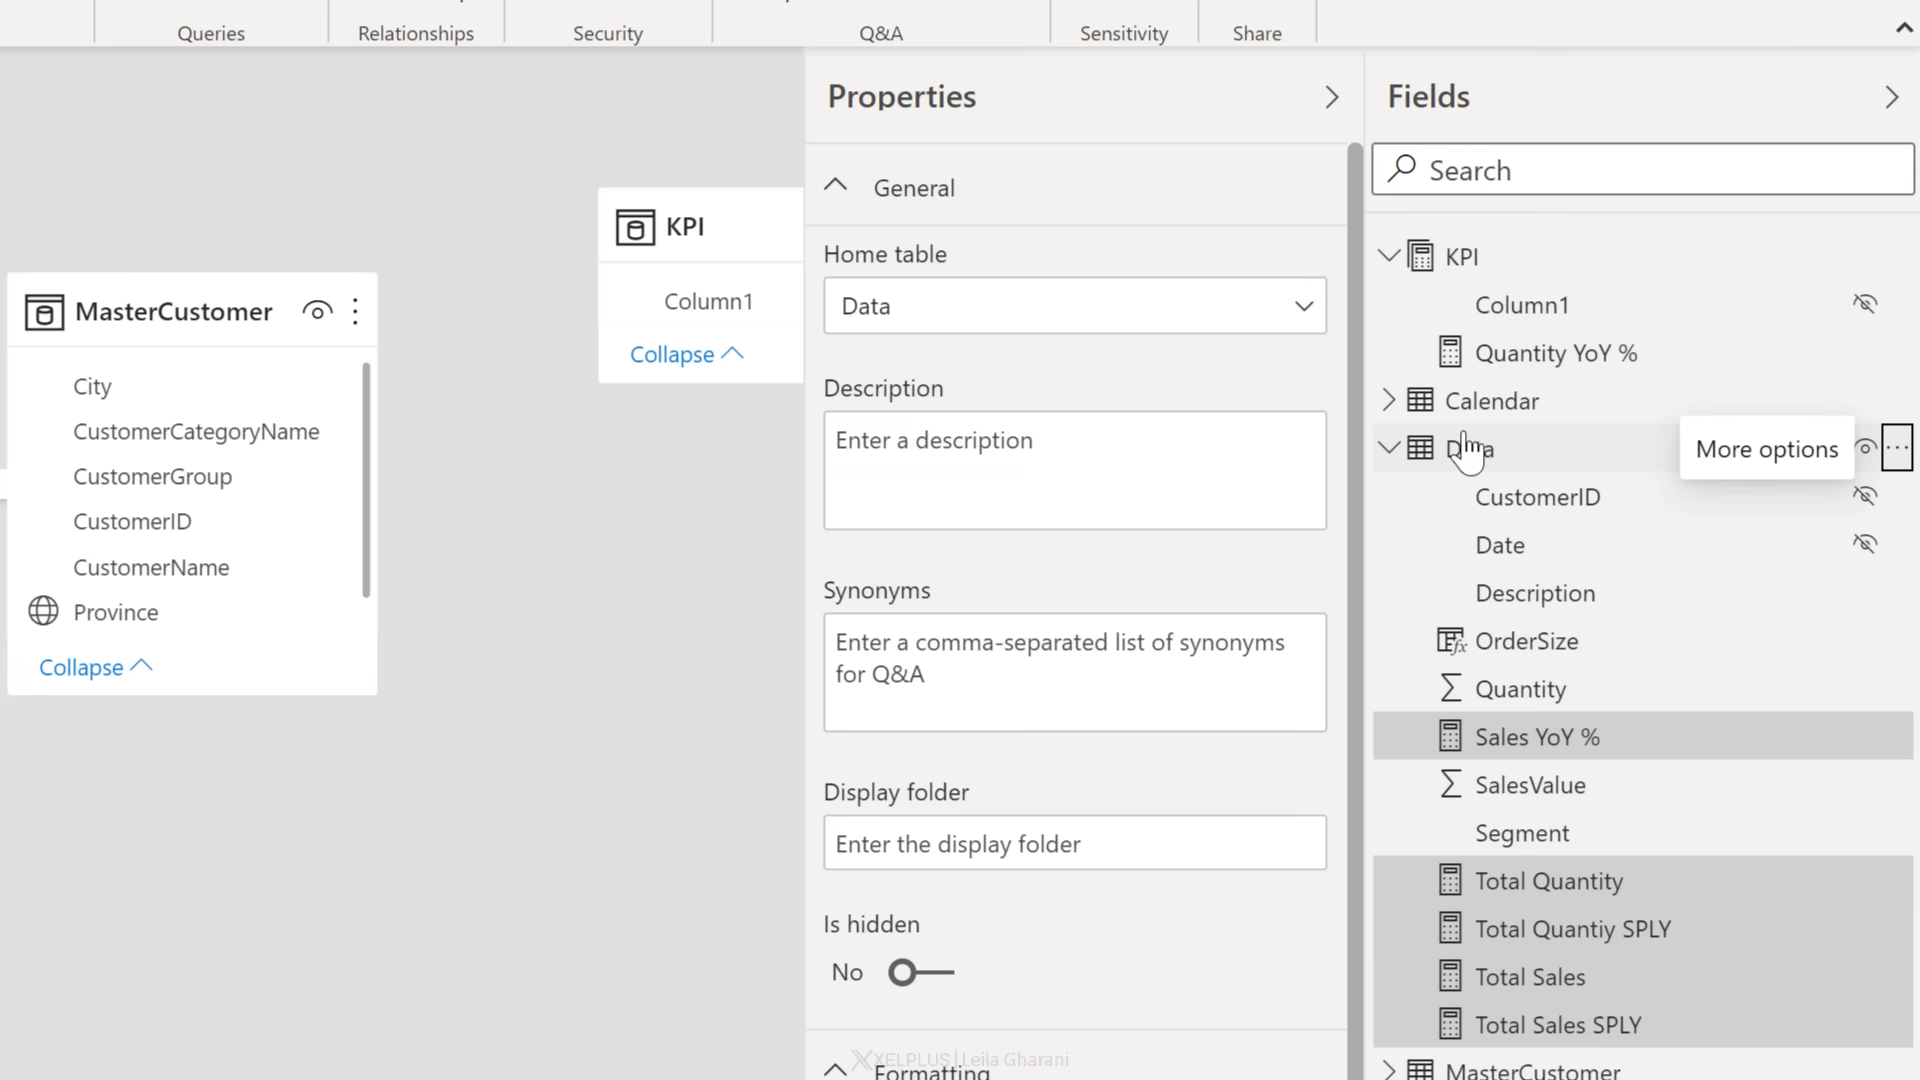 Queries
Relationships
Security
Q&A
Sensitivity
Share
MasterCustomer
City
CustomerCategoryName
CustomerGroup
CustomerID
CustomerName
Province
Collapse
KPI
Column1
Collapse
Properties
General
Home table
Data
Description
Enter a description
Synonyms
Enter a comma-separated list of synonyms
for Q&A
Display folder
Enter the display folder
Is hidden
No
Formatting
XELPLUS | Leila Gharani
Fields
Search
KPI
Column1
Quantity YoY %
Calendar
Data
More options
CustomerID
Date
Description
OrderSize
Quantity
Sales YoY %
SalesValue
Segment
Total Quantity
Total Quantiy SPLY
Total Sales
Total Sales SPLY
MasterCustomer